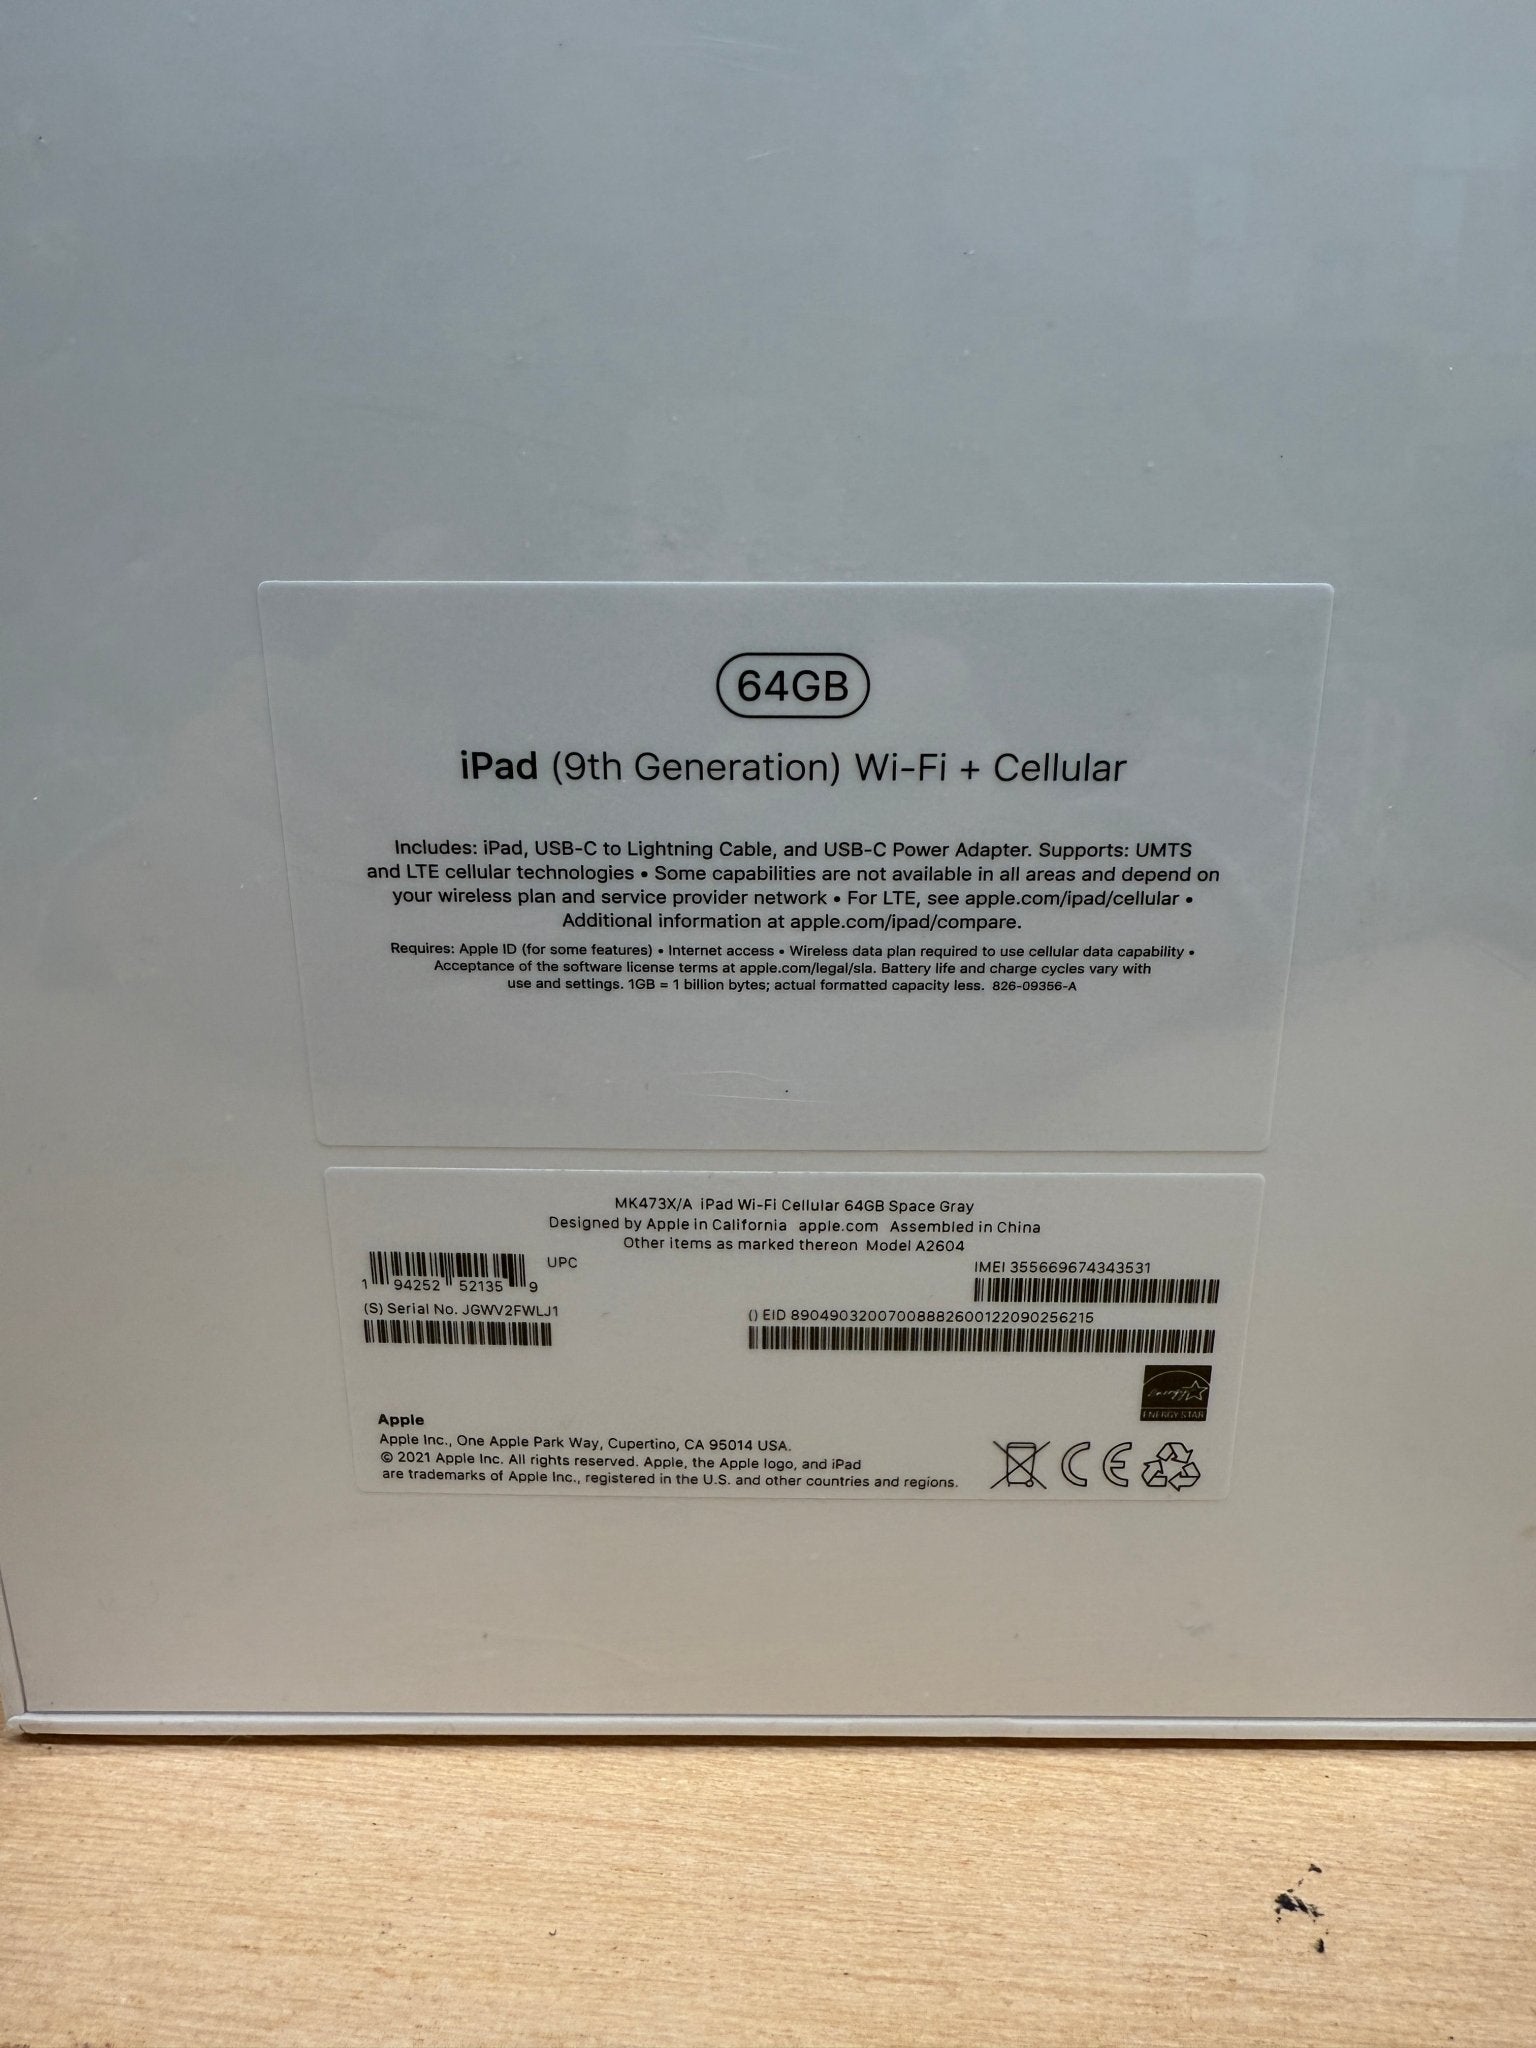 64GB
iPad (9th Generation) Wi-Fi + Cellular
Includes: iPad, USB-C to Lightning Cable, and USB-C Power Adapter. Supports: UMTS
and LTE cellular technologies • Some capabilities are not available in all areas and depend on
your wireless plan and service provider network • For LTE, see apple.com/ipad/cellular •
Additional information at apple.com/ipad/compare.
Requires: Apple ID (for some features) • Internet access • Wireless data plan required to use cellular data capability •
Acceptance of the software license terms at apple.com/legal/sla. Battery life and charge cycles vary with
use and settings. 1GB = 1 billion bytes; actual formatted capacity less. 826-09356-A
MK473X/A iPad Wi-Fi Cellular 64GB Space Gray
Designed by Apple in California apple.com Assembled in China
Other items as marked thereon Model A2604
UPC
1 94252 52135 9
IMEI 355669674343531
(S) Serial No. JGWV2FWLJ1
() EID 89049032007008882600122090256215
energy
ENERGY STAR
Apple
Apple Inc., One Apple Park Way, Cupertino, CA 95014 USA.
© 2021 Apple Inc. All rights reserved. Apple, the Apple logo, and iPad
are trademarks of Apple Inc., registered in the U.S. and other countries and regions.
CE